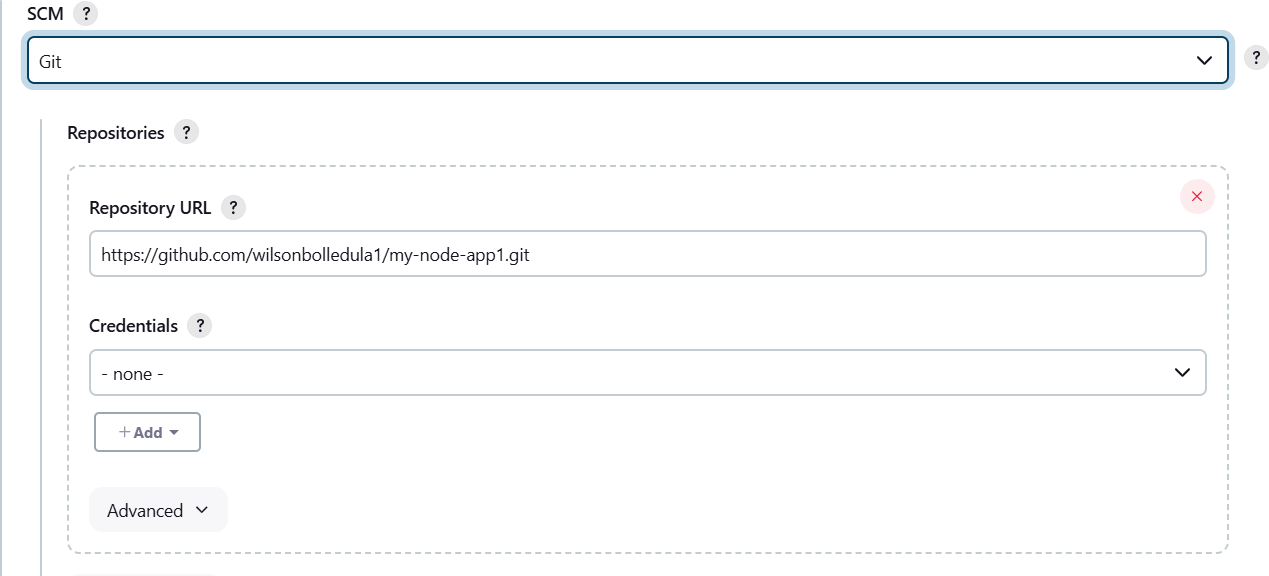 SCM ?
Git
?
Repositories ?
Repository URL ?
https://github.com/wilsonbolledula1/my-node-app1.git
Credentials ?
- none -
+ Add
Advanced